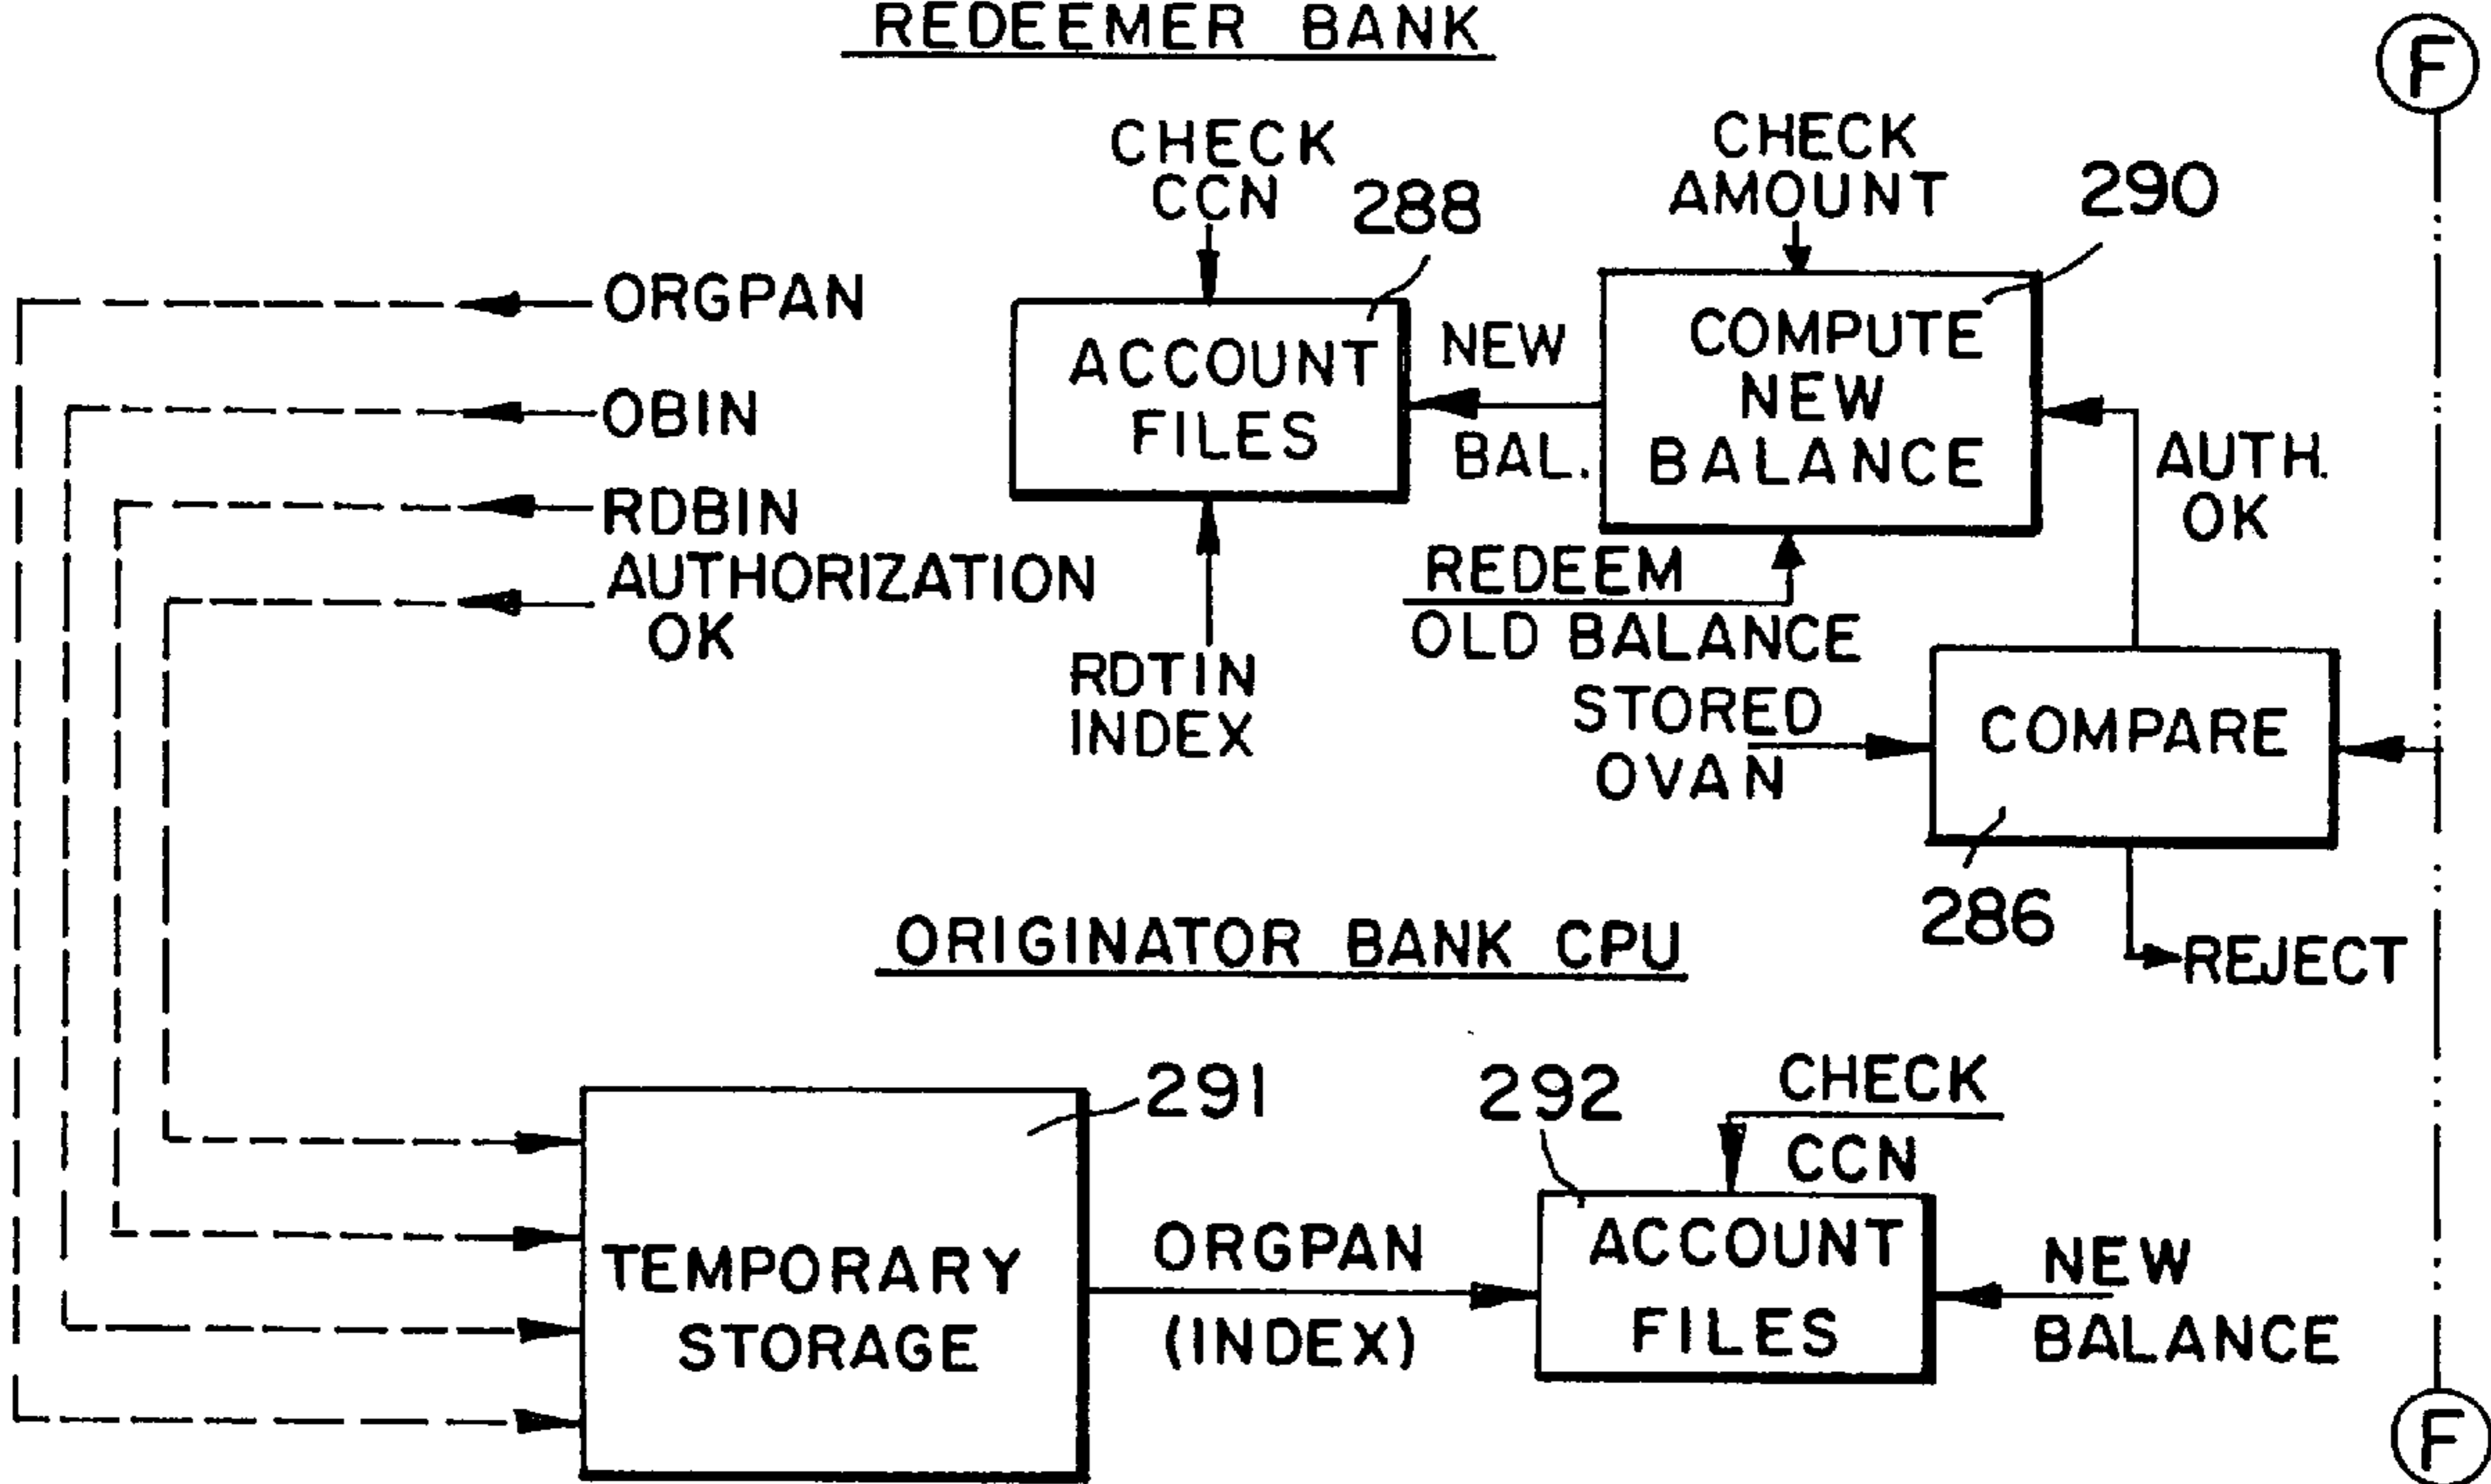 REDEEMER BANK
F
CHECK
CCN
288
CHECK
AMOUNT
290
ORGPAN
OBIN
RDBIN
AUTHORIZATION
OK
ACCOUNT
FILES
NEW
BAL.
COMPUTE
NEW
BALANCE
AUTH.
OK
RDTIN
INDEX
REDEEM
OLD BALANCE
STORED
OVAN
COMPARE
286
REJECT
ORIGINATOR BANK CPU
291
TEMPORARY
STORAGE
ORGPAN
(INDEX)
292
CHECK
CCN
ACCOUNT
FILES
NEW
BALANCE
F